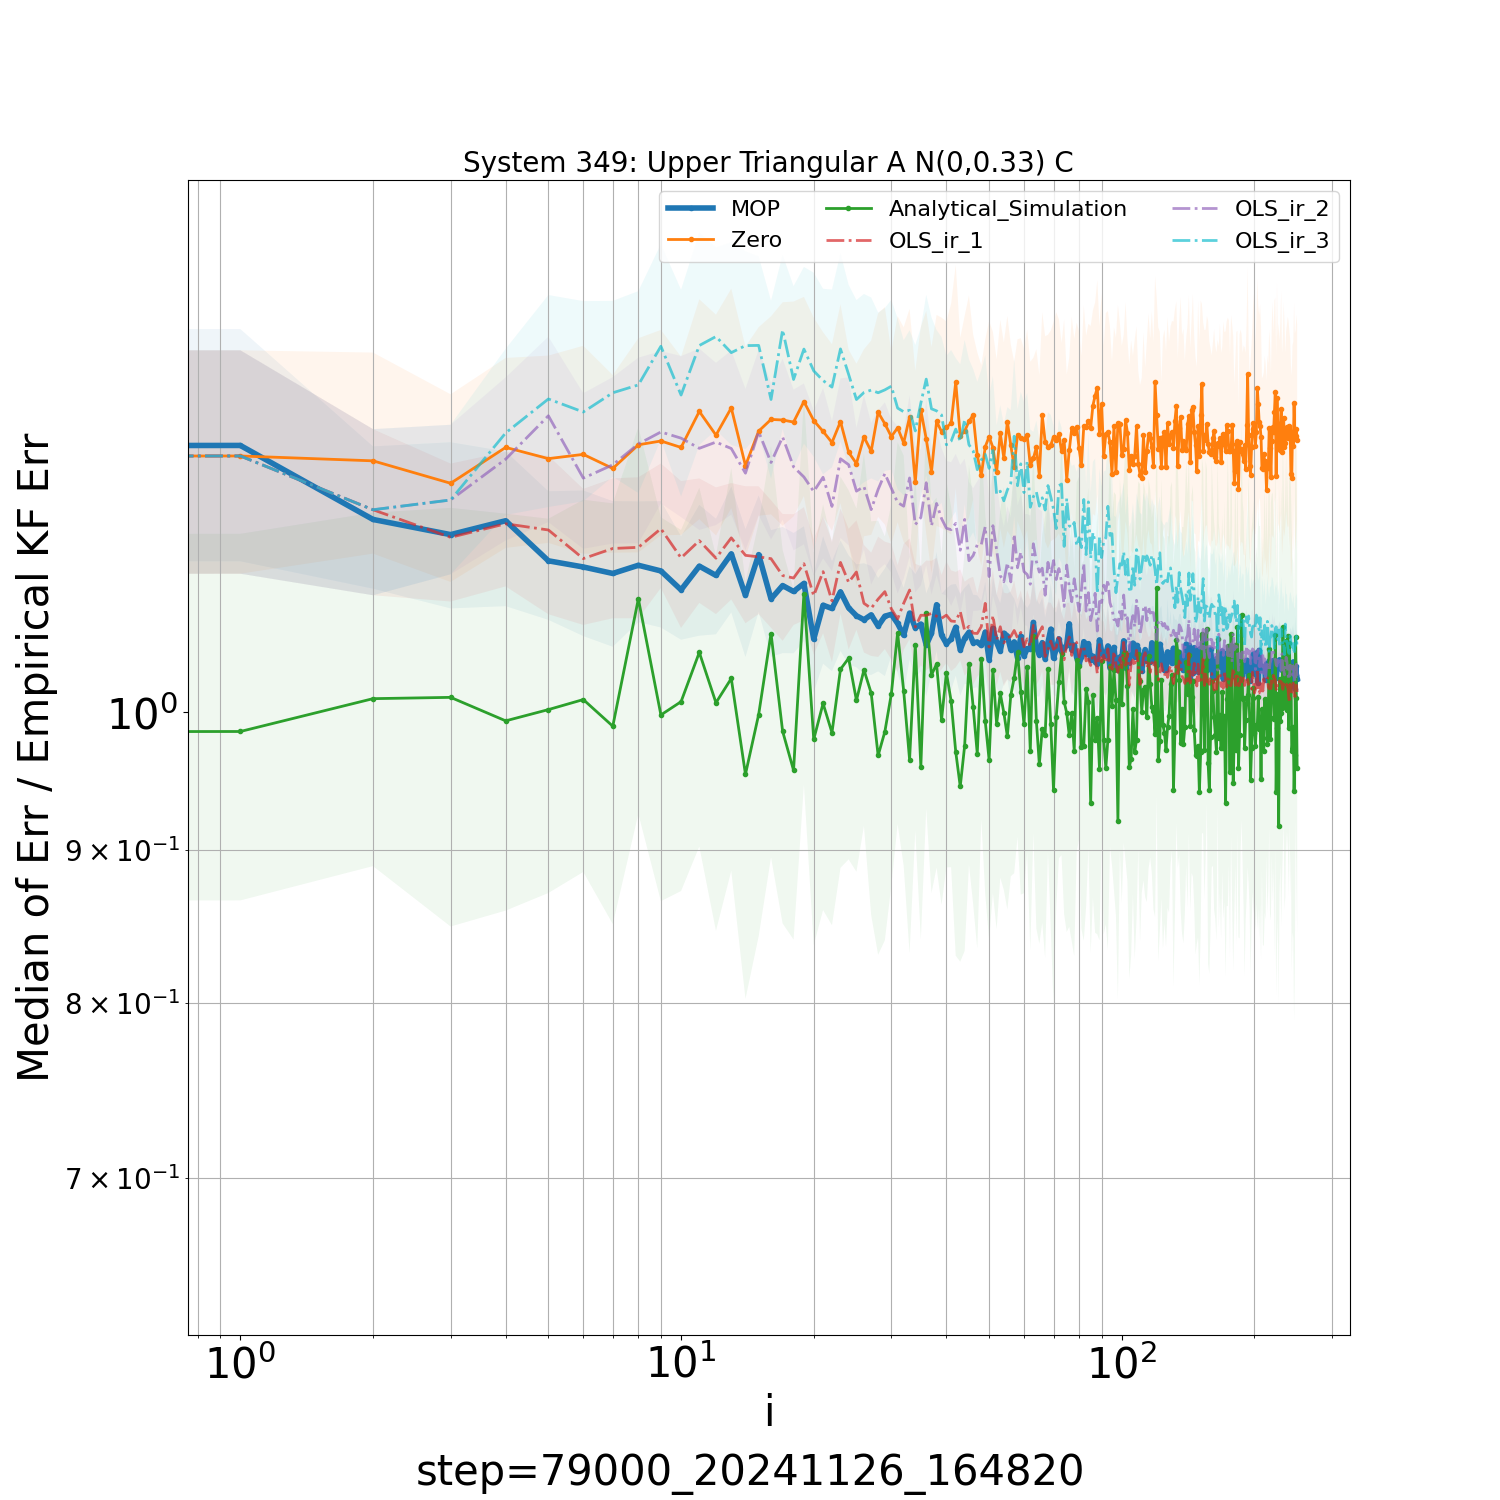 System 349: Upper Triangular A N(0,0.33) C
MOP
Zero
Analytical_Simulation
OLS_ir_1
OLS_ir_2
OLS_ir_3
Median of Err / Empirical KF Err
10⁰
9 × 10⁻¹
8 × 10⁻¹
7 × 10⁻¹
10⁰ 10¹ 10²
i
step=79000_20241126_164820